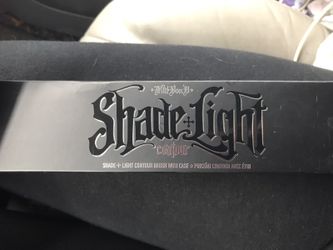 Kat Von D
Shade + Light
contour
SHADE + LIGHT CONTOUR BRUSH WITH CASE • PINCEAU CONTOUR AVEC ÉTUI